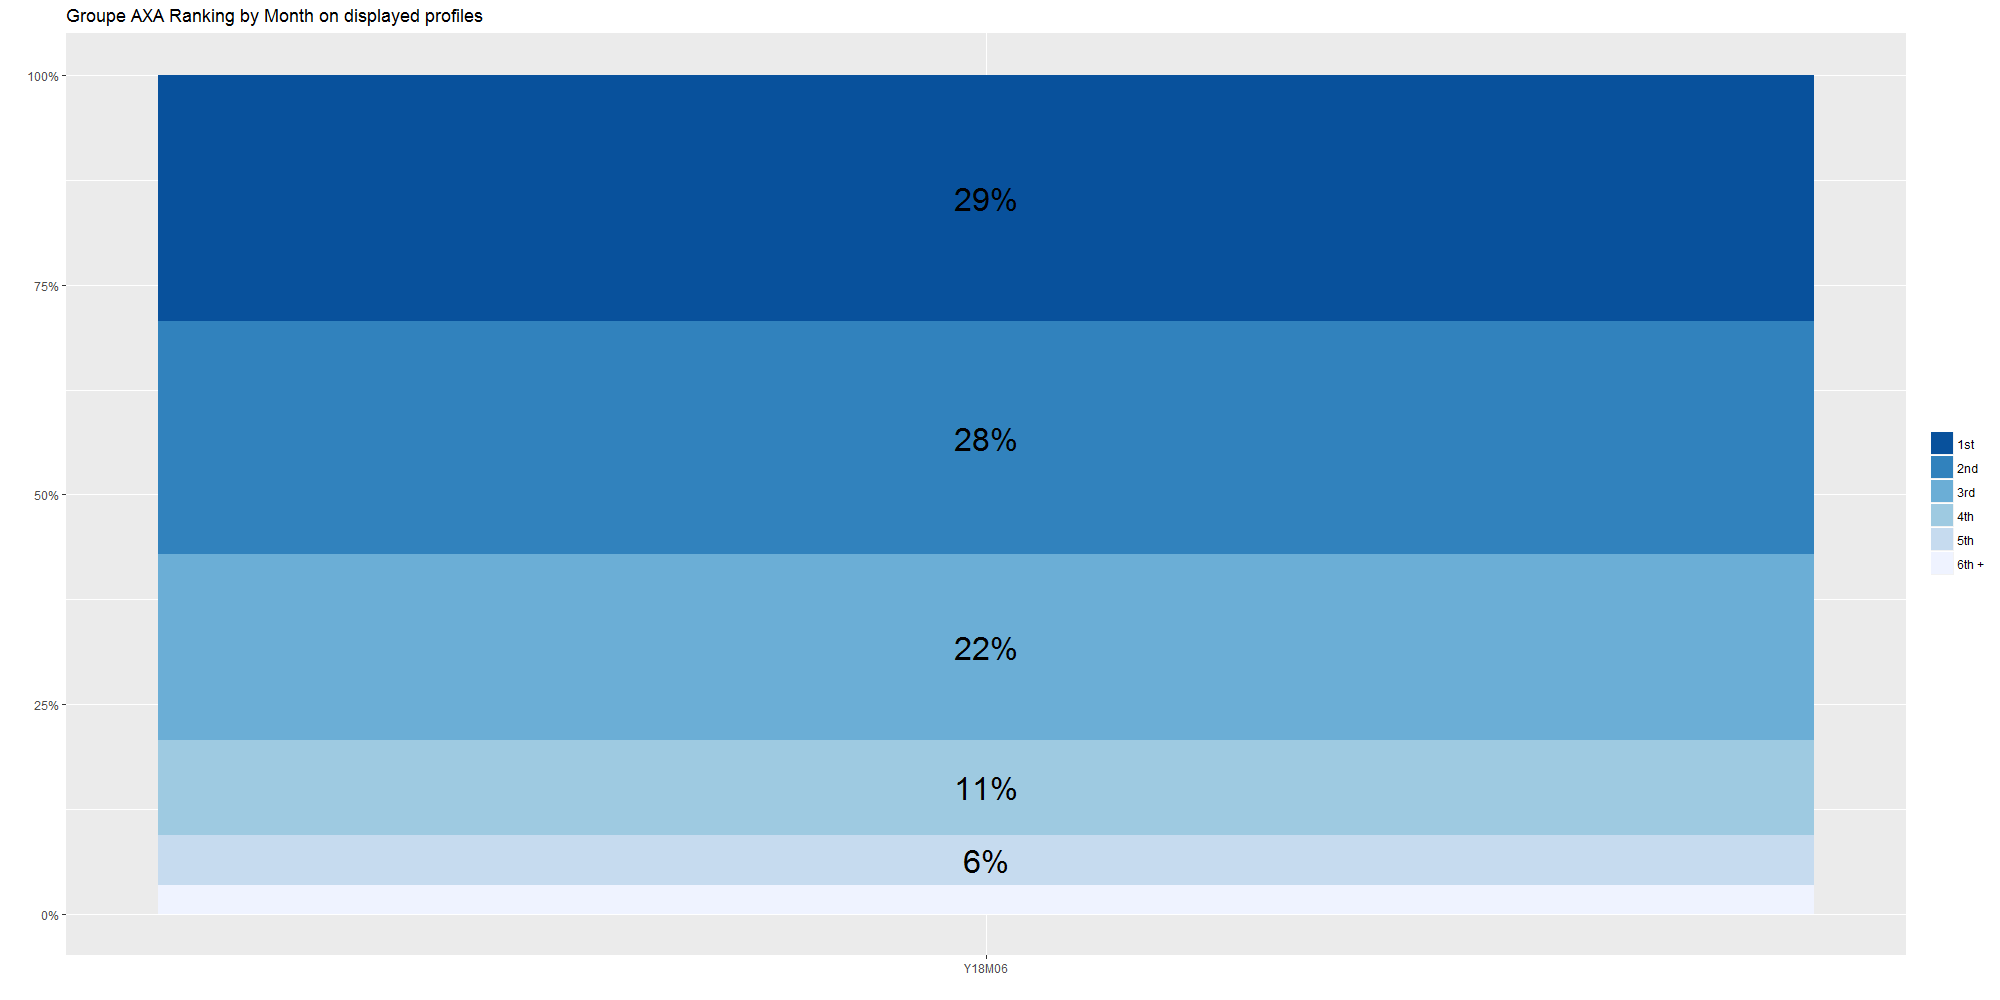 Groupe AXA Ranking by Month on displayed profiles
100%
75%
50%
25%
0%
29%
28%
22%
11%
6%
Y18M06
1st
2nd
3rd
4th
5th
6th +